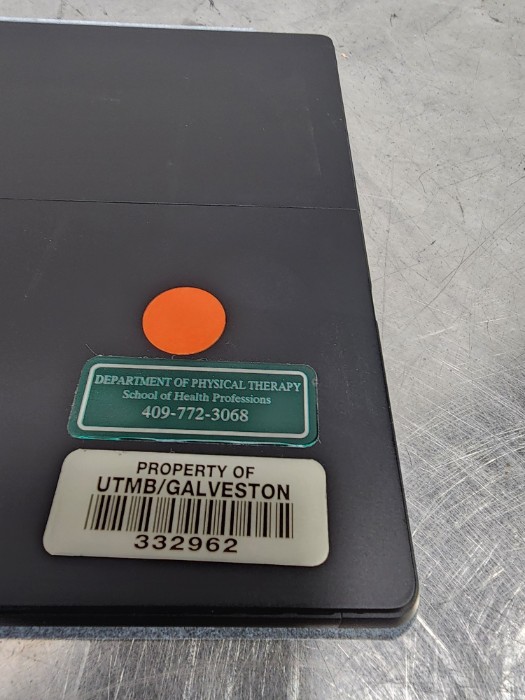 DEPARTMENT OF PHYSICAL THERAPY
School of Health Professions
409-772-3068
PROPERTY OF
UTMB/GALVESTON
332962